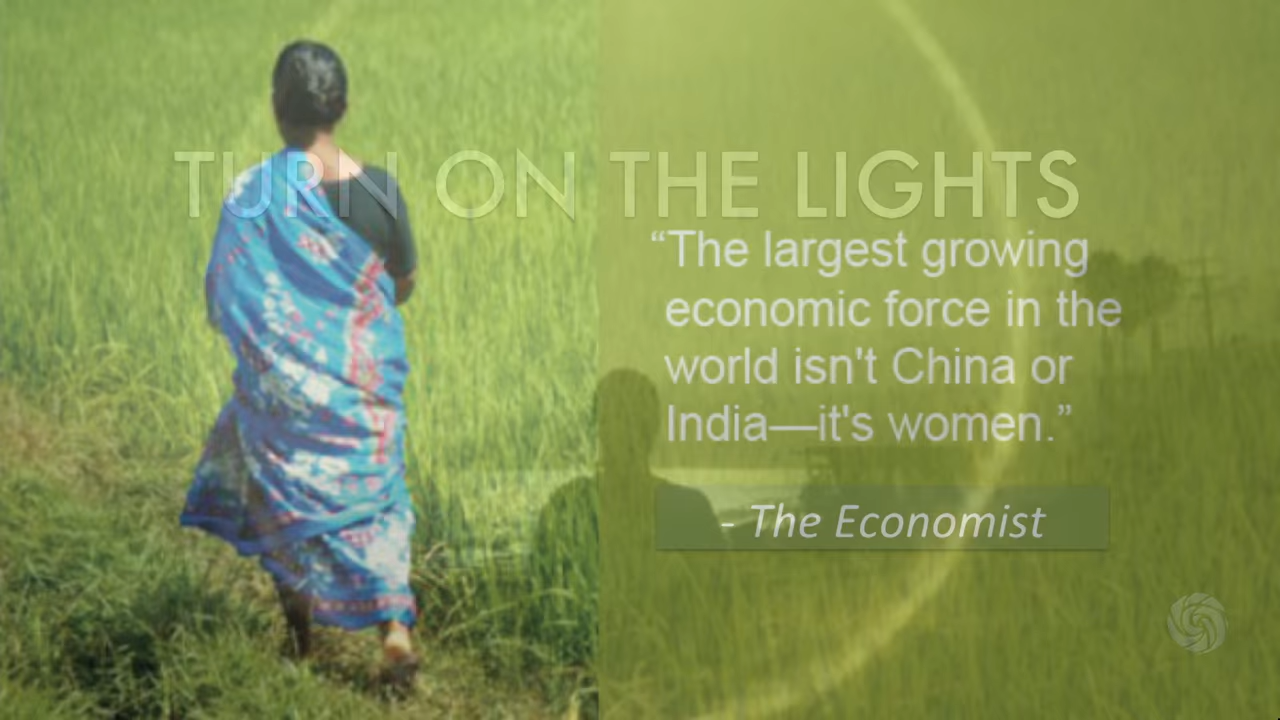 TURN ON THE LIGHTS
“The largest growing
economic force in the
world isn't China or
India—it's women.”
- The Economist